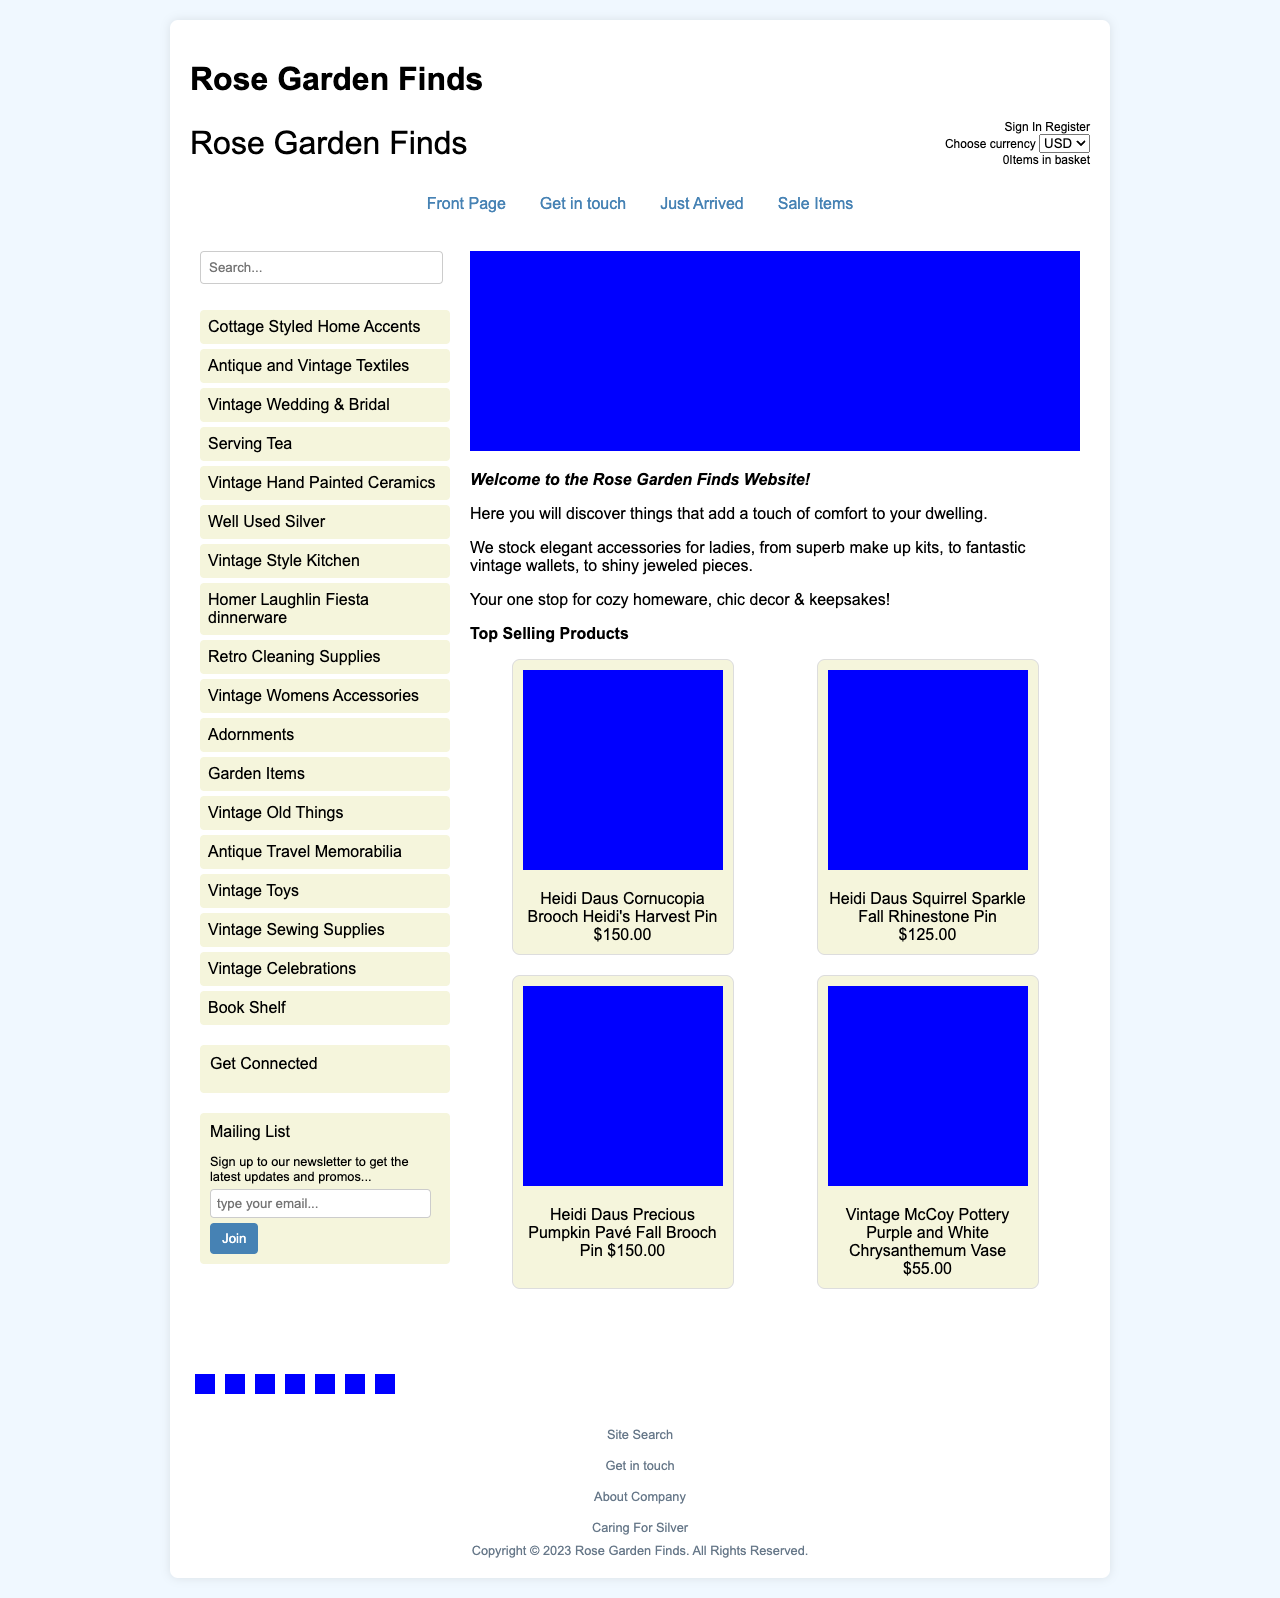 Rose Garden Finds
Rose Garden Finds
Sign In Register
Choose currency USD
0Items in basket
Front Page Get in touch Just Arrived Sale Items
Search...
Cottage Styled Home Accents
Antique and Vintage Textiles
Vintage Wedding & Bridal
Serving Tea
Vintage Hand Painted Ceramics
Well Used Silver
Vintage Style Kitchen
Homer Laughlin Fiesta
dinnerware
Retro Cleaning Supplies
Vintage Womens Accessories
Adornments
Garden Items
Vintage Old Things
Antique Travel Memorabilia
Vintage Toys
Vintage Sewing Supplies
Vintage Celebrations
Book Shelf
Get Connected
Mailing List
Sign up to our newsletter to get the
latest updates and promos...
type your email...
Join
Welcome to the Rose Garden Finds Website!
Here you will discover things that add a touch of comfort to your dwelling.
We stock elegant accessories for ladies, from superb make up kits, to fantastic
vintage wallets, to shiny jeweled pieces.
Your one stop for cozy homeware, chic decor & keepsakes!
Top Selling Products
Heidi Daus Cornucopia
Brooch Heidi's Harvest Pin
$150.00
Heidi Daus Squirrel Sparkle
Fall Rhinestone Pin
$125.00
Heidi Daus Precious
Pumpkin Pavé Fall Brooch
Pin $150.00
Vintage McCoy Pottery
Purple and White
Chrysanthemum Vase
$55.00
Site Search
Get in touch
About Company
Caring For Silver
Copyright © 2023 Rose Garden Finds. All Rights Reserved.